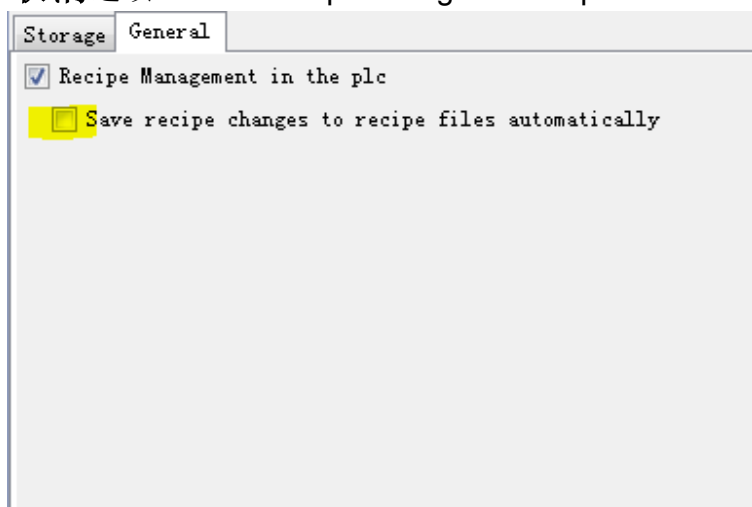 Storage General
Recipe Management in the plc
Save recipe changes to recipe files automatically